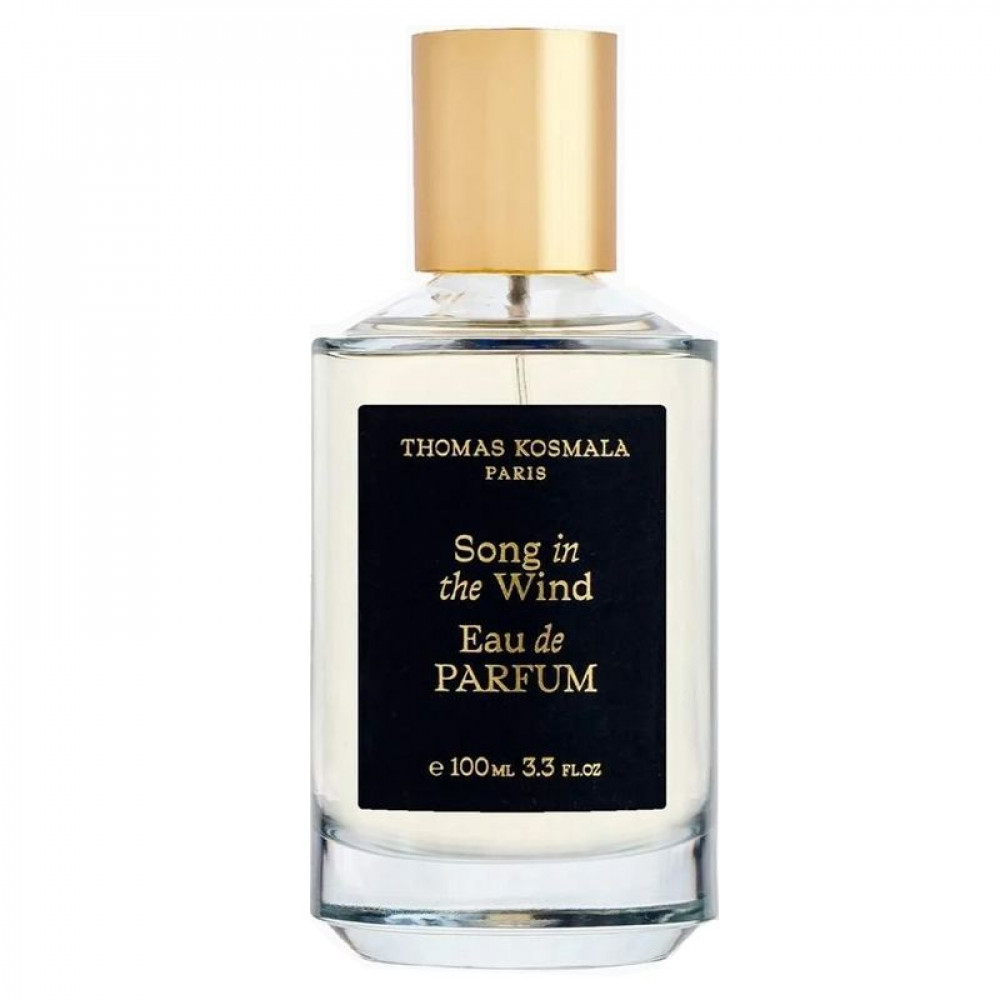 THOMAS KOSMALA
PARIS
Song in
the Wind
Eau de
PARFUM
e 100ML 3.3 FL.OZ